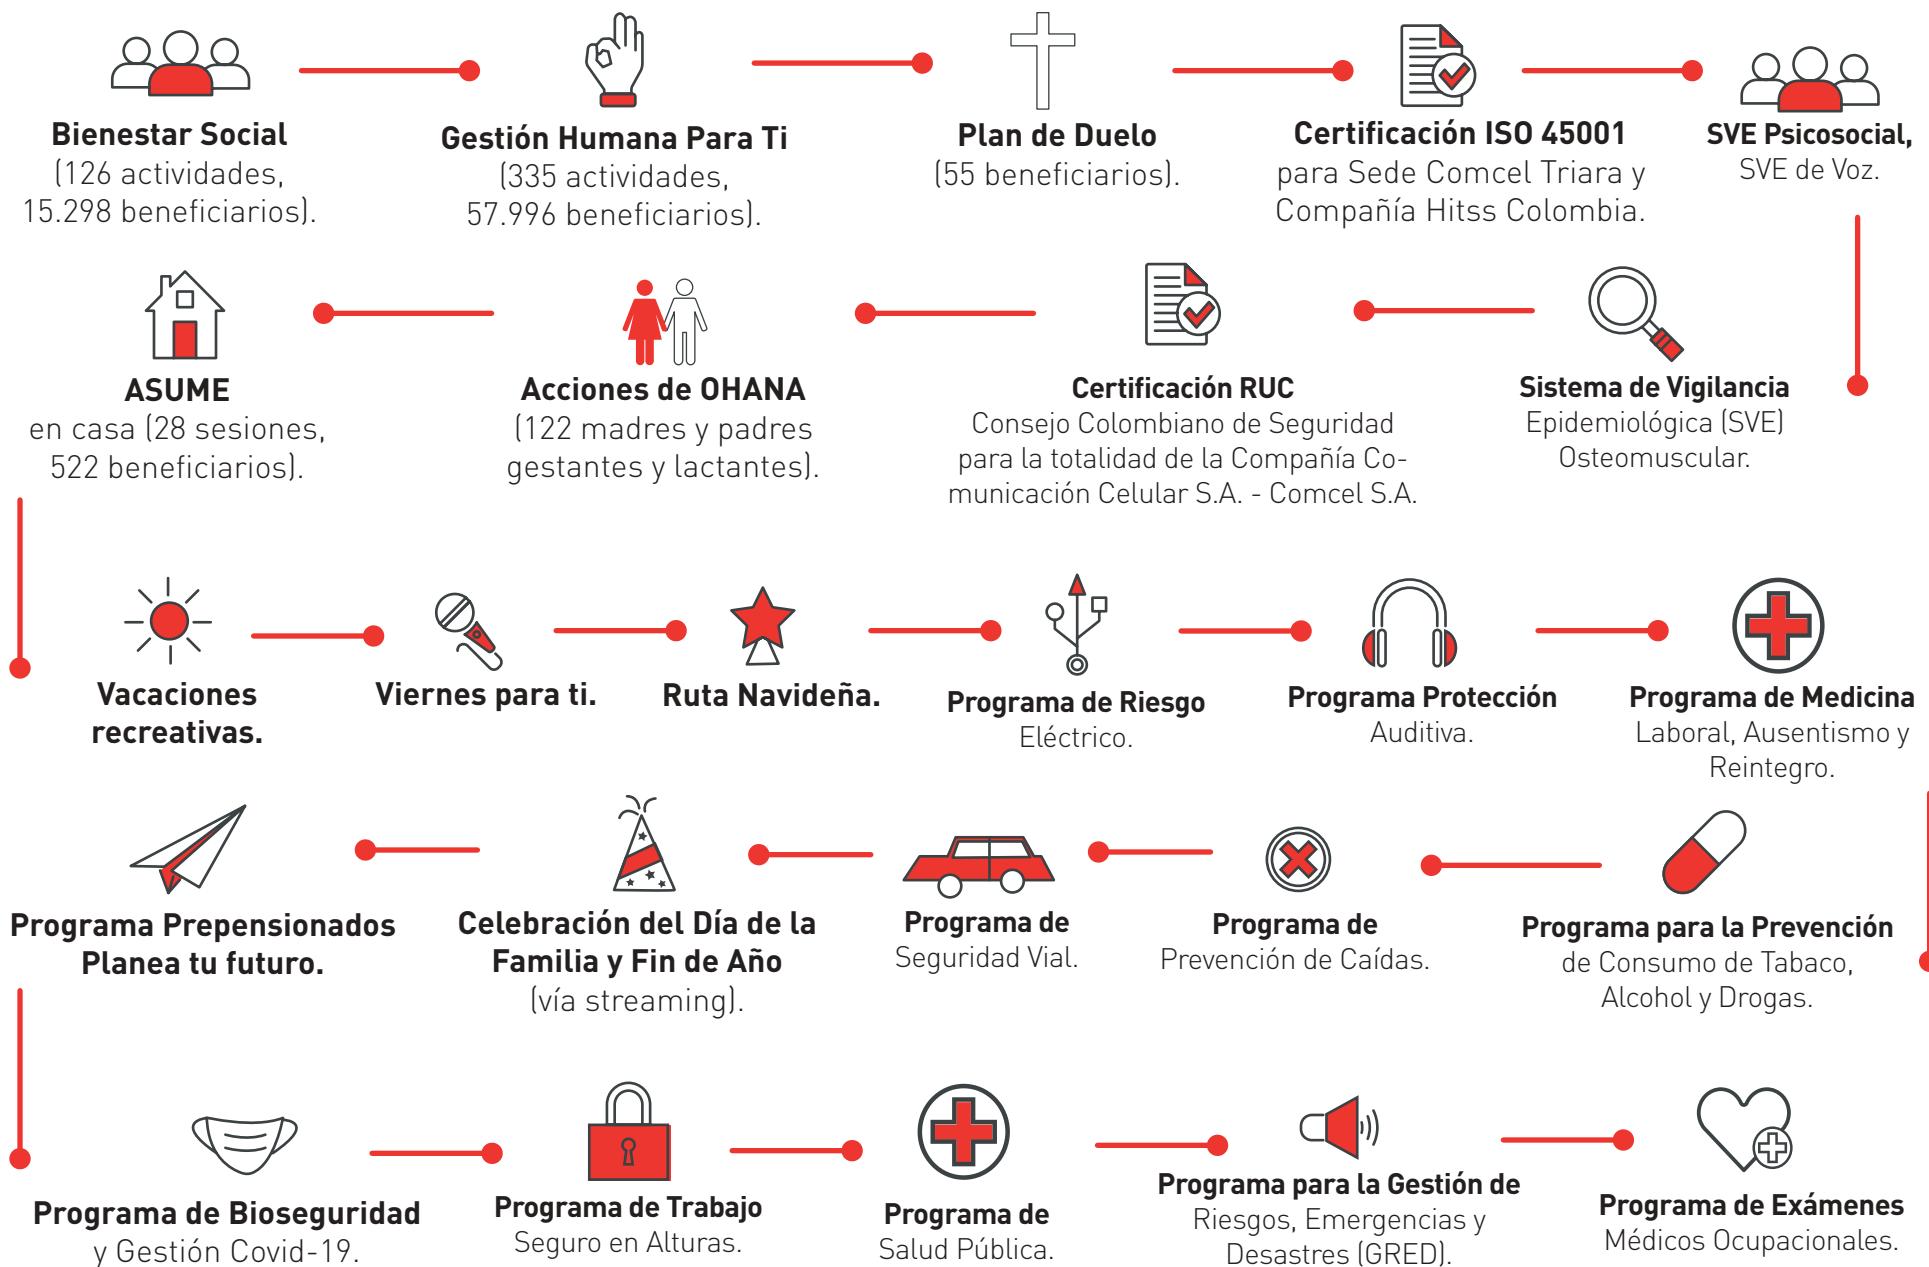 Bienestar Social
(126 actividades,
15.298 beneficiarios).
Gestión Humana Para Ti
(335 actividades,
57.996 beneficiarios).
Plan de Duelo
(55 beneficiarios).
Certificación ISO 45001
para Sede Comcel Triara y
Compañía Hitss Colombia.
SVE Psicosocial,
SVE de Voz.
Sistema de Vigilancia
Epidemiológica (SVE)
Osteomuscular.
Certificación RUC
Consejo Colombiano de Seguridad
para la totalidad de la Compañía Co-
municación Celular S.A. - Comcel S.A.
Acciones de OHANA
(122 madres y padres
gestantes y lactantes).
ASUME
en casa (28 sesiones,
522 beneficiarios).
Vacaciones
recreativas.
Viernes para ti.
Ruta Navideña.
Programa de Riesgo
Eléctrico.
Programa Protección
Auditiva.
Programa de Medicina
Laboral, Ausentismo y
Reintegro.
Programa para la Prevención
de Consumo de Tabaco,
Alcohol y Drogas.
Programa de
Prevención de Caídas.
Programa de
Seguridad Vial.
Celebración del Día de la
Familia y Fin de Año
(vía streaming).
Programa Prepensionados
Planea tu futuro.
Programa de Bioseguridad
y Gestión Covid-19.
Programa de Trabajo
Seguro en Alturas.
Programa de
Salud Pública.
Programa para la Gestión de
Riesgos, Emergencias y
Desastres (GRED).
Programa de Exámenes
Médicos Ocupacionales.